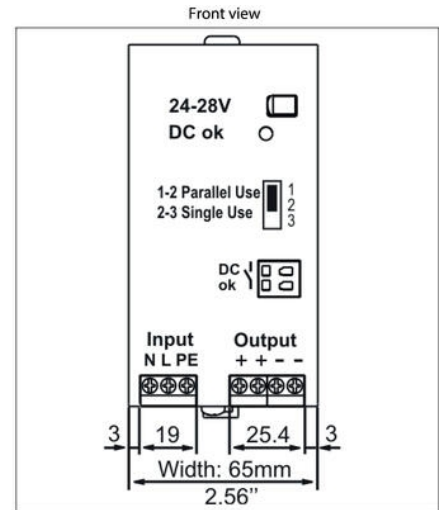 Front view
24-28V
DC ok
1-2 Parallel Use
2-3 Single Use
1
2
3
DC
ok
Input
N L PE
Output
+ + - -
3
19
25.4
3
Width: 65mm
2.56''